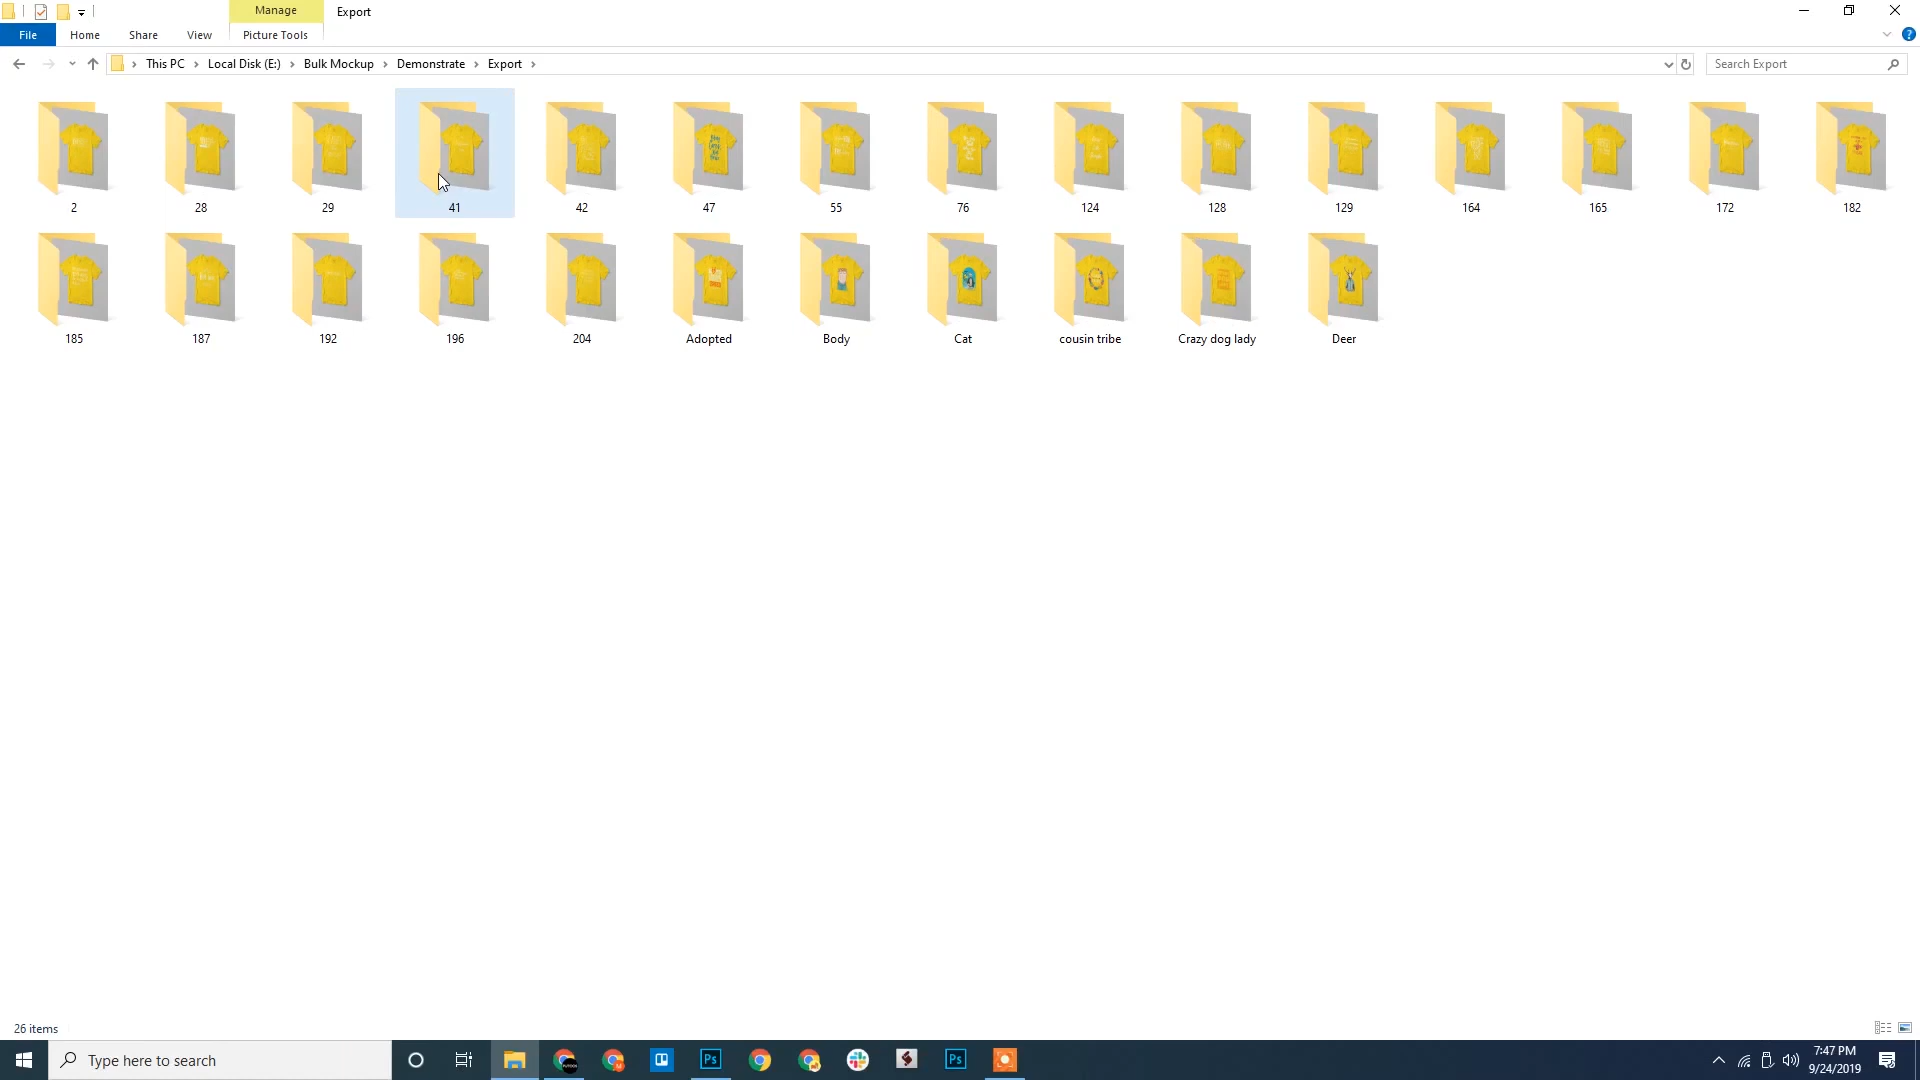 Manage
Export
File
Home
Share
View
Picture Tools
This PC
Local Disk (E:)
Bulk Mockup
Demonstrate
Export
Search Export
2
28
29
41
42
47
55
76
124
128
129
164
165
172
182
185
187
192
196
204
Adopted
Body
Cat
cousin tribe
Crazy dog lady
Deer
26 items
Type here to search
Ps
Ps
7:47 PM
9/24/2019